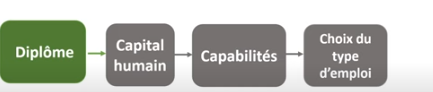 Diplôme
Capital
humain
Capabilités
Choix du
type
d'emploi